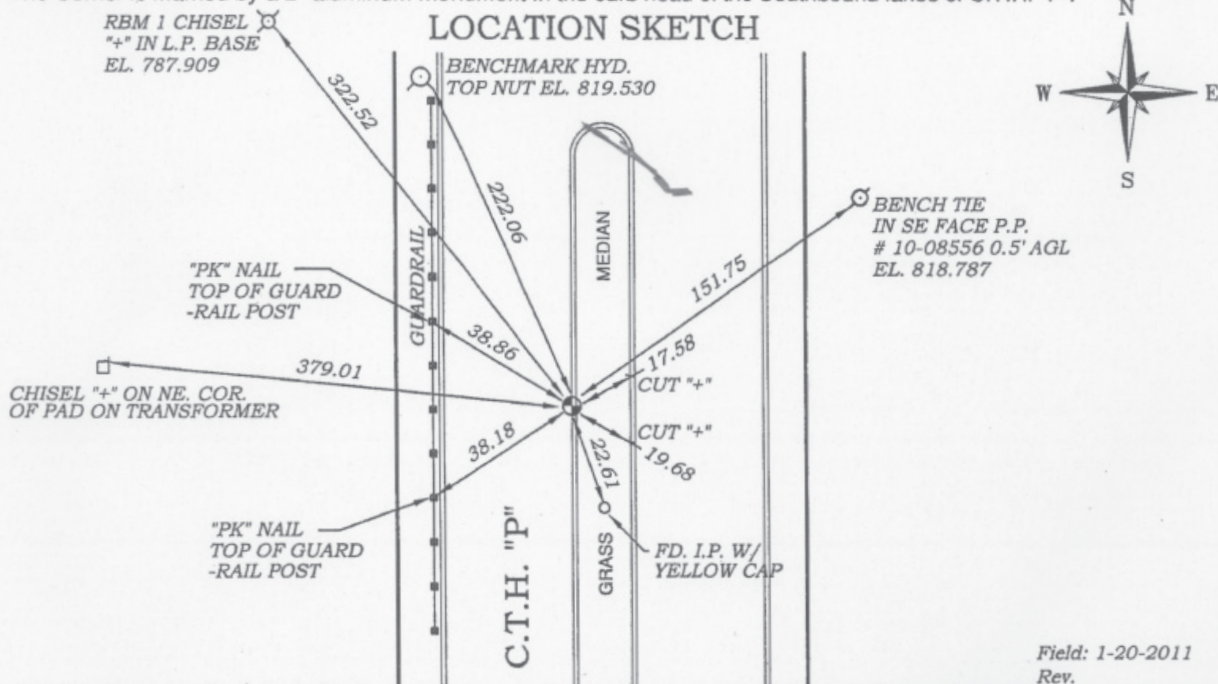 LOCATION SKETCH
RBM 1 CHISEL
"+" IN L.P. BASE
EL. 787.909
322.52
BENCHMARK HYD.
TOP NUT EL. 819.530
222.06
N
W
E
S
MEDIAN
BENCH TIE
IN SE FACE P.P.
# 10-08556 0.5' AGL
EL. 818.787
151.75
GUARDRAIL
"PK" NAIL
TOP OF GUARD
-RAIL POST
38.86
379.01
CHISEL "+" ON NE. COR.
OF PAD ON TRANSFORMER
17.58
CUT "+"
CUT "+"
19.68
22.61
38.18
"PK" NAIL
TOP OF GUARD
-RAIL POST
C.T.H. "P"
GRASS
FD. I.P. W/
YELLOW CAP
Field: 1-20-2011
Rev.